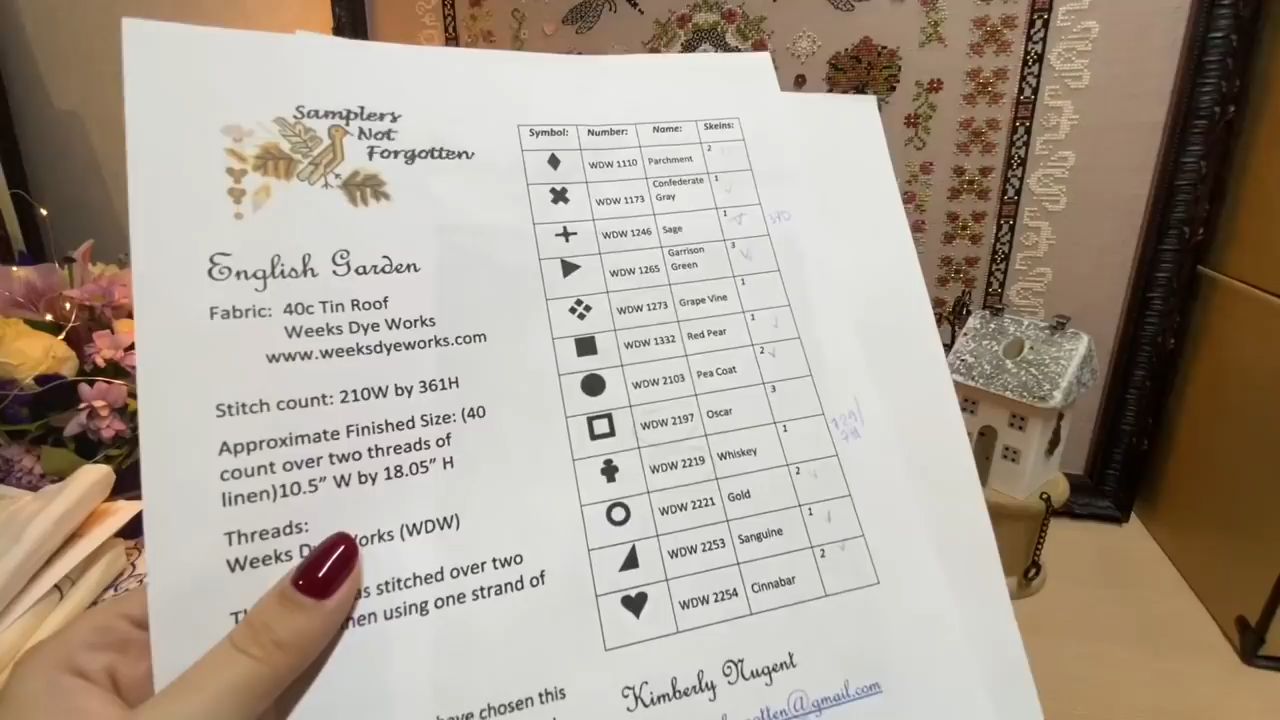 Samplers
Not
Forgotten
English Garden
Fabric: 40c Tin Roof
Weeks Dye Works
www.weeksdyeworks.com
Stitch count: 210W by 361H
Approximate Finished Size: (40
count over two threads of
linen)10.5” W by 18.05” H
Threads:
Weeks Works (WDW)
stitched over two
using one strand of
have chosen this
Symbol: Number: Name: Skeins:
WDW 1110 Parchment 2
WDW 1173 Confederate Gray 1
WDW 1246 Sage 1
WDW 1265 Garrison Green 3
WDW 1273 Grape Vine 1
WDW 1332 Red Pear 1
WDW 2103 Pea Coat 2
WDW 2197 Oscar 3
WDW 2219 Whiskey 1
WDW 2221 Gold 2
WDW 2253 Sanguine 1
WDW 2254 Cinnabar 2
Kimberly Nugent
@gmail.com